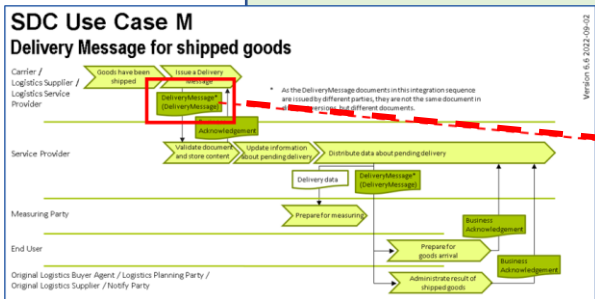 SDC Use Case M
Delivery Message for shipped goods
Version 6.6 2022-09-02
Carrier /
Logistics Supplier /
Logistics Service
Provider
Goods have been
shipped
Issue a Delivery
Message
DeliveryMessage*
(DeliveryMessage)
* As the DeliveryMessage documents in this integration sequence
are issued by different parties, they are not the same document in
versions, but different documents.
Acknowledgement
Service Provider
Validate document
and store content
Update information
about pending delivery
Distribute data about pending delivery
Delivery data
DeliveryMessage*
(DeliveryMessage)
Measuring Party
Prepare for measuring
Business
Acknowledgement
End User
Prepare for
goods arrival
Business
Acknowledgement
Original Logistics Buyer Agent / Logistics Planning Party /
Original Logistics Supplier / Notify Party
Administrate result of
shipped goods